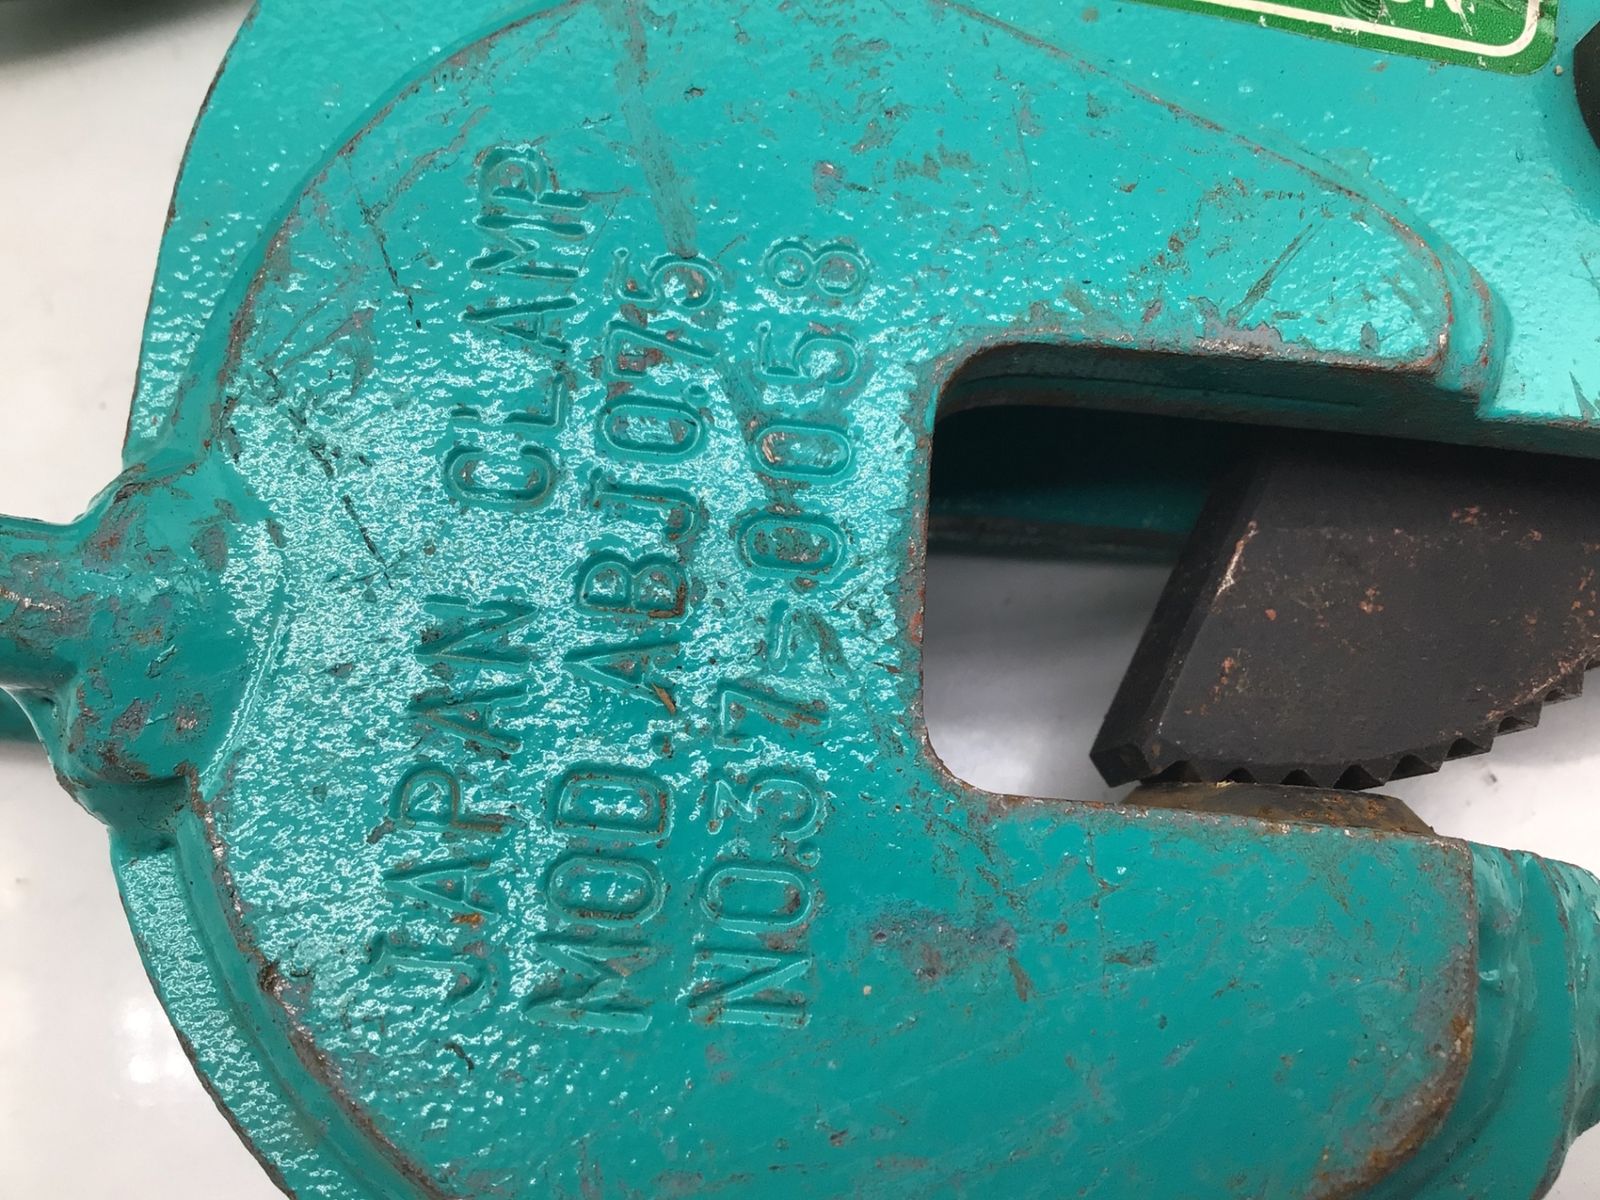 JAPAN CLAMP
MOD. ABJ0.75
NO.37-0058